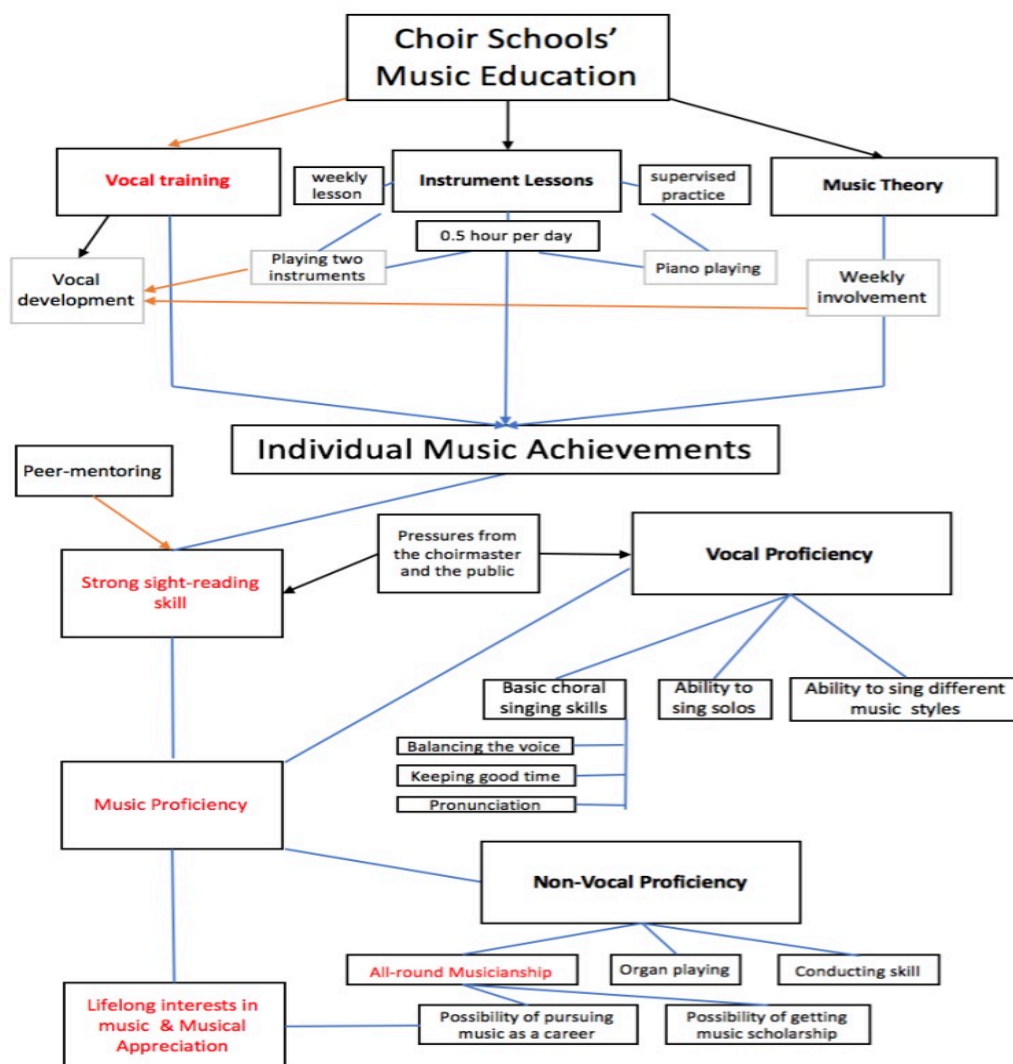 Choir Schools'
Music Education
Vocal training
weekly
lesson
Instrument Lessons
supervised
practice
Music Theory
0.5 hour per day
Vocal
development
Playing two
instruments
Piano playing
Weekly
involvement
Individual Music Achievements
Peer-mentoring
Pressures from
the choirmaster
and the public
Vocal Proficiency
Strong sight-reading
skill
Basic choral
singing skills
Ability to
sing solos
Ability to sing different
music styles
Balancing the voice
Keeping good time
Pronunciation
Music Proficiency
Non-Vocal Proficiency
All-round Musicianship
Organ playing
Conducting skill
Lifelong interests in
music & Musical
Appreciation
Possibility of pursuing
music as a career
Possibility of getting
music scholarship